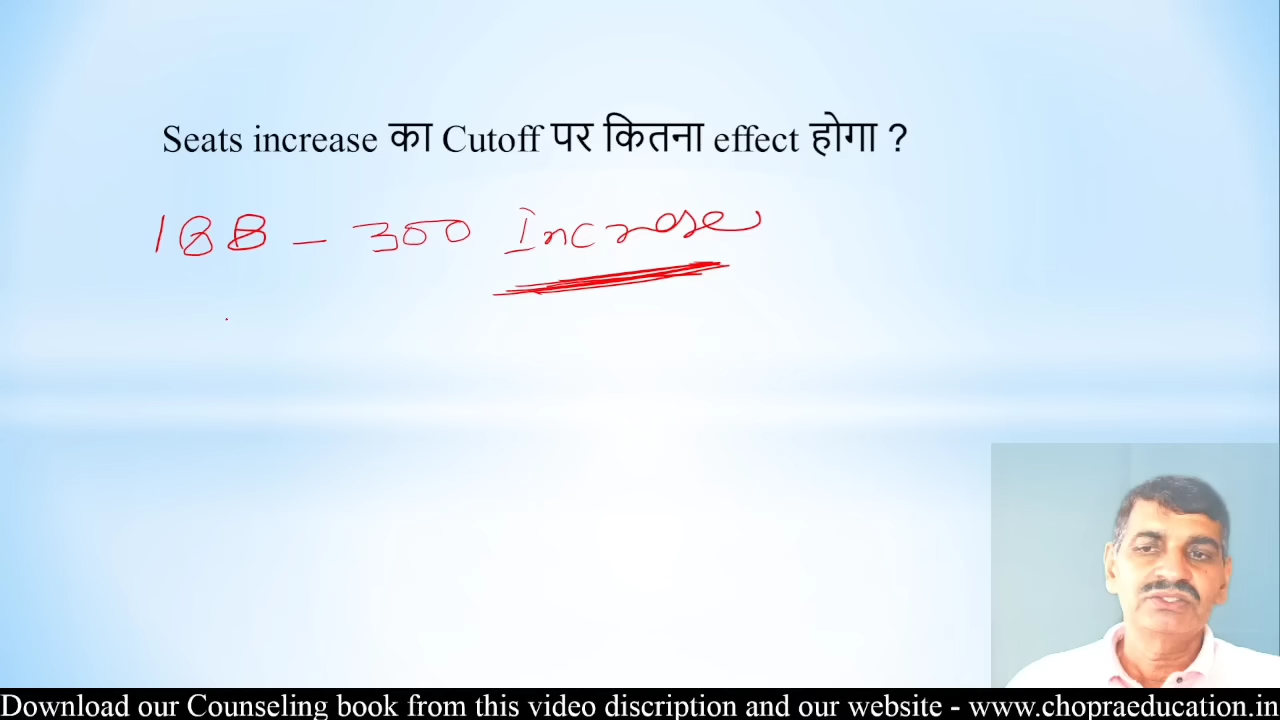 Seats increase का Cutoff पर कितना effect होगा ?
188 - 300 Increase
Download our Counseling book from this video discription and our website - www.chopraeducation.in